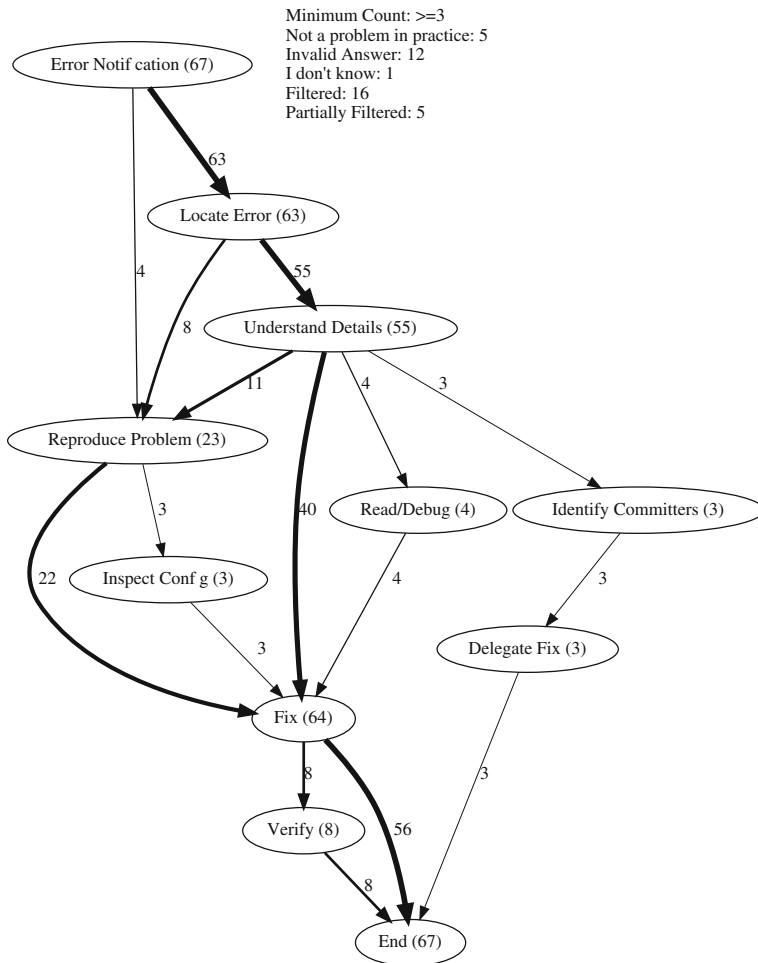 Minimum Count: >=3
Not a problem in practice: 5
Invalid Answer: 12
I don't know: 1
Filtered: 16
Partially Filtered: 5
Error Notif cation (67)
63
Locate Error (63)
4
8
55
Understand Details (55)
11
4
3
Reproduce Problem (23)
22
3
40
Read/Debug (4)
Identify Committers (3)
Inspect Conf g (3)
4
3
3
Delegate Fix (3)
Fix (64)
8
56
3
Verify (8)
8
End (67)